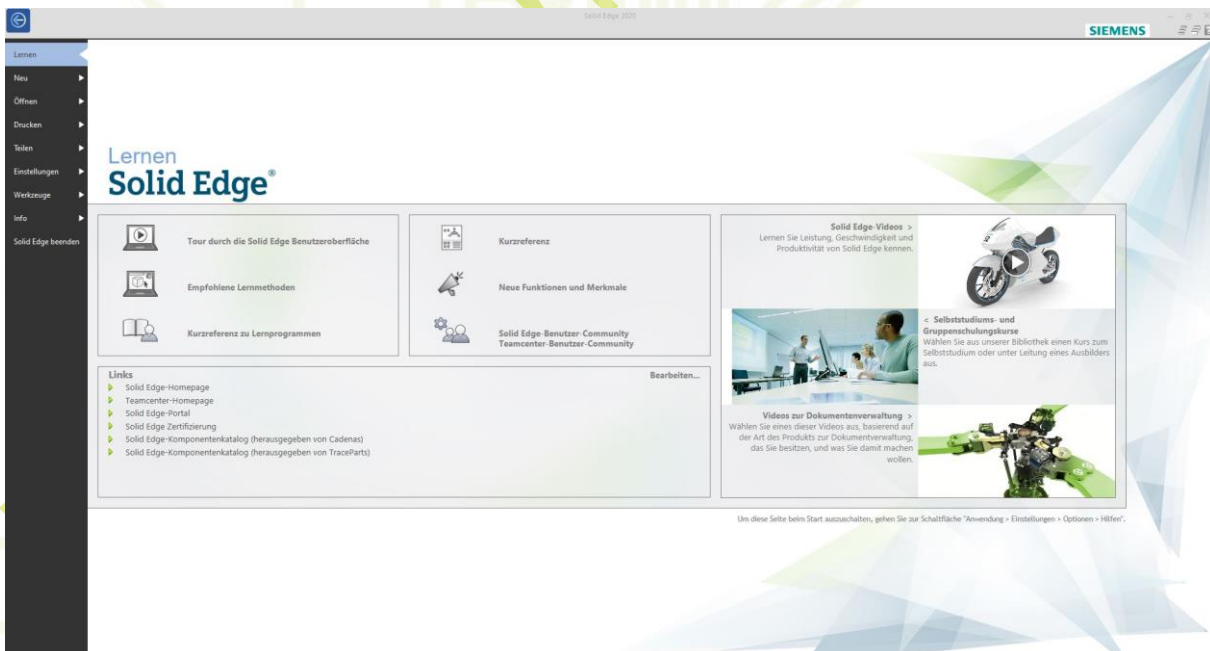 Solid Edge 2020
SIEMENS
Lernen
Neu
Öffnen
Drucken
Teilen
Einstellungen
Werkzeuge
Info
Solid Edge beenden
Lernen
Solid Edge®
Tour durch die Solid Edge Benutzeroberfläche
Empfohlene Lernmethoden
Kurzreferenz zu Lernprogrammen
Kurzreferenz
Neue Funktionen und Merkmale
Solid Edge-Benutzer-Community
Teamcenter-Benutzer-Community
Links
Bearbeiten...
Solid Edge-Homepage
Teamcenter-Homepage
Solid Edge-Portal
Solid Edge Zertifizierung
Solid Edge-Komponentenkatalog (herausgegeben von Cadenas)
Solid Edge-Komponentenkatalog (herausgegeben von TraceParts)
Solid Edge-Videos >
Lernen Sie Leistung, Geschwindigkeit und
Produktivität von Solid Edge kennen.
< Selbststudiums- und
Gruppenschulungskurse
Wählen Sie aus unserer Bibliothek einen Kurs zum
Selbststudium oder unter Leitung eines Ausbilders
aus.
Videos zur Dokumentenverwaltung >
Wählen Sie eines dieser Videos aus, basierend auf
der Art des Produkts zur Dokumentverwaltung,
das Sie besitzen, und was Sie damit machen
wollen.
Um diese Seite beim Start auszuschalten, gehen Sie zur Schaltfläche "Anwendung > Einstellungen > Optionen > Hilfen".